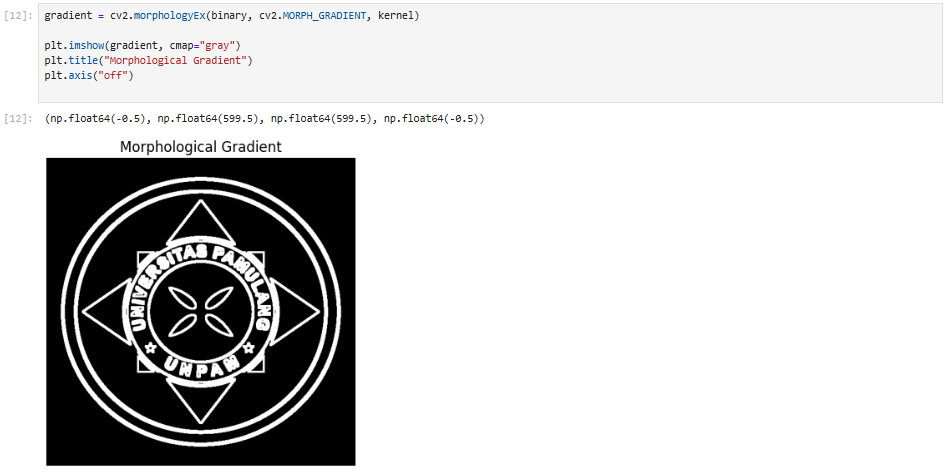 [12]: gradient = cv2.morphologyEx(binary, cv2.MORPH_GRADIENT, kernel)
plt.imshow(gradient, cmap="gray")
plt.title("Morphological Gradient")
plt.axis("off")
[12]: (np.float64(-0.5), np.float64(599.5), np.float64(599.5), np.float64(-0.5))
Morphological Gradient
UNIVERSITAS PAMULANG
UNPAM